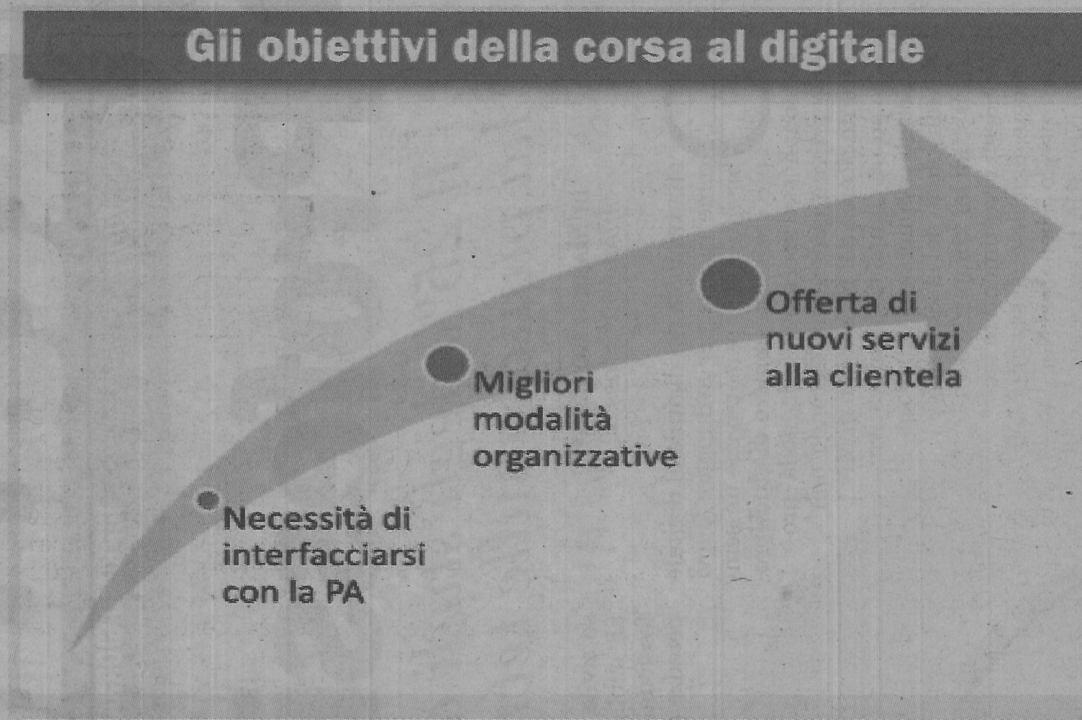 Gli obiettivi della corsa al digitale
Offerta di
nuovi servizi
alla clientela
Migliori
modalità
organizzative
Necessità di
interfacciarsi
con la PA